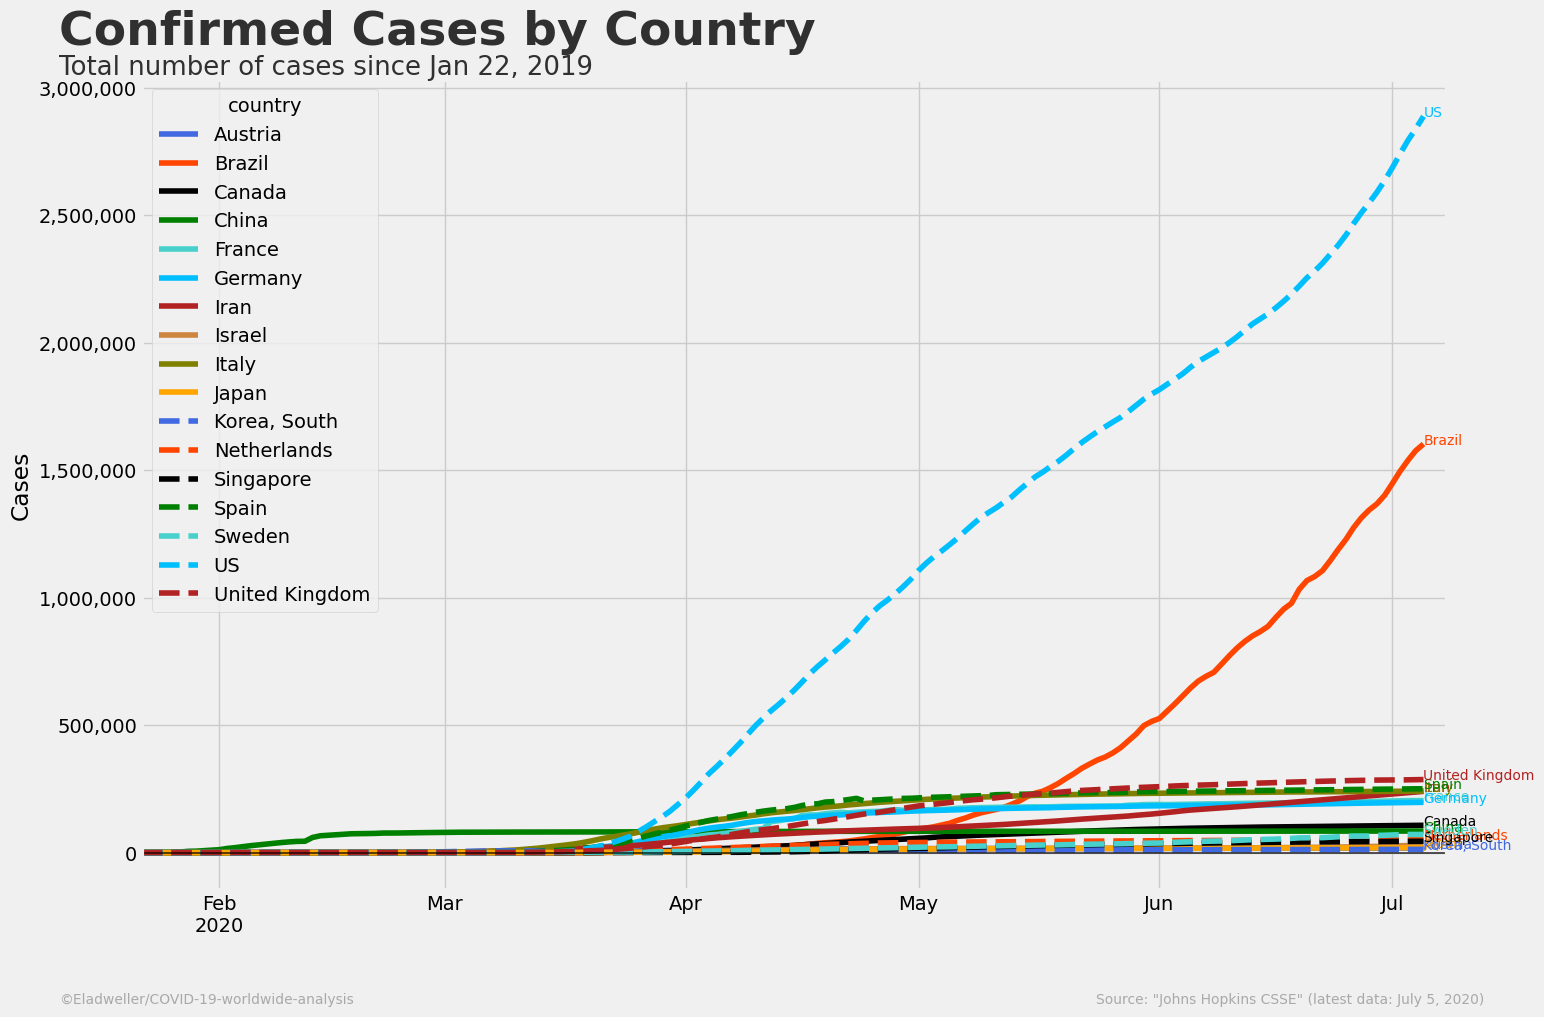 Confirmed Cases by Country
Total number of cases since Jan 22, 2019
3,000,000
2,500,000
2,000,000
1,500,000
1,000,000
500,000
0
Cases
country
Austria
Brazil
Canada
China
France
Germany
Iran
Israel
Italy
Japan
Korea, South
Netherlands
Singapore
Spain
Sweden
US
United Kingdom
US
Brazil
United Kingdom
Spain
Italy
Germany
Canada
Singapore
Korea, South
Feb
2020
Mar
Apr
May
Jun
Jul
©Eladweller/COVID-19-worldwide-analysis
Source: "Johns Hopkins CSSE" (latest data: July 5, 2020)